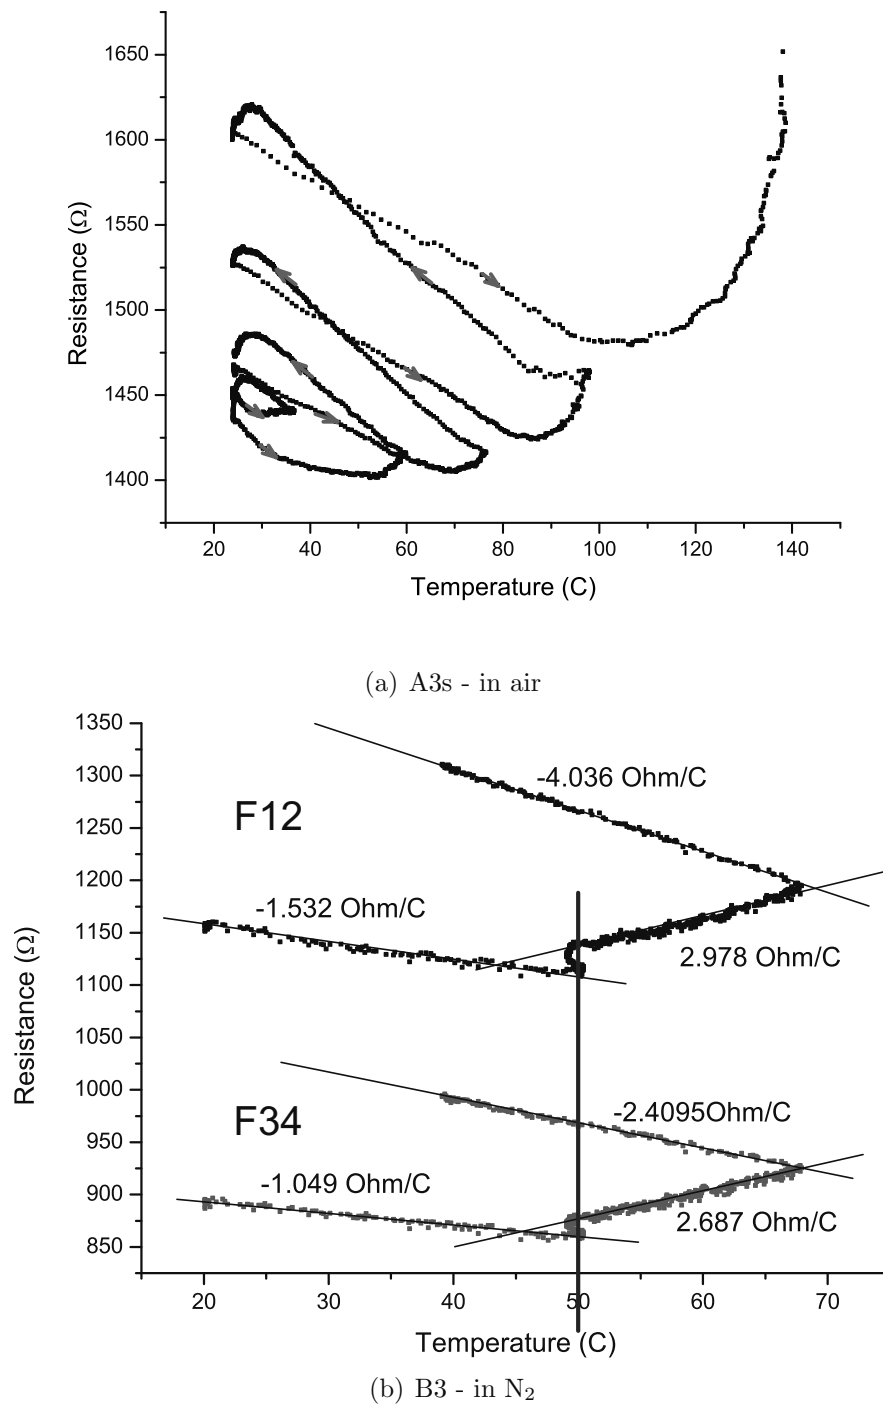 1650
1600
1550
1500
1450
1400
Resistance (Ω)
20 40 60 80 100 120 140
Temperature (C)
(a) A3s - in air
1350
1300
1250
1200
1150
1100
1050
1000
950
900
850
Resistance (Ω)
-4.036 Ohm/C
F12
-1.532 Ohm/C
2.978 Ohm/C
F34
-2.4095Ohm/C
-1.049 Ohm/C
2.687 Ohm/C
20 30 40 50 60 70
Temperature (C)
(b) B3 - in N₂